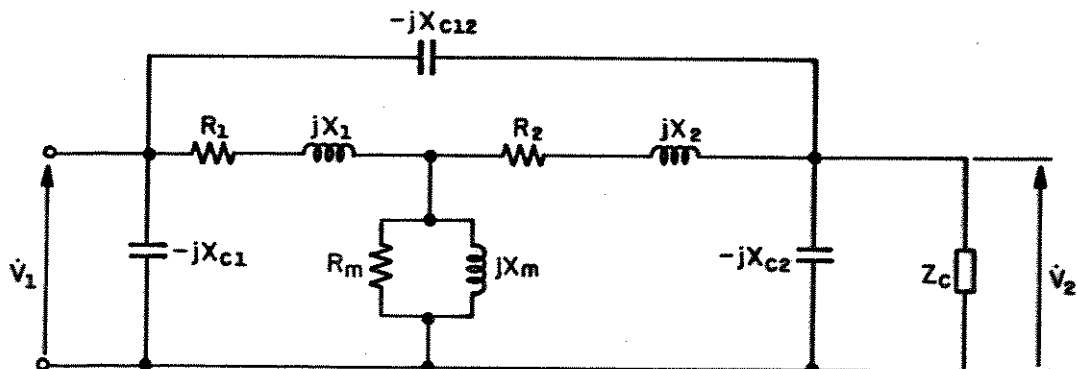 -jX_C12
R_1
jX_1
R_2
jX_2
-jX_C1
R_m
jX_m
-jX_C2
Z_C
V̇_1
V̇_2